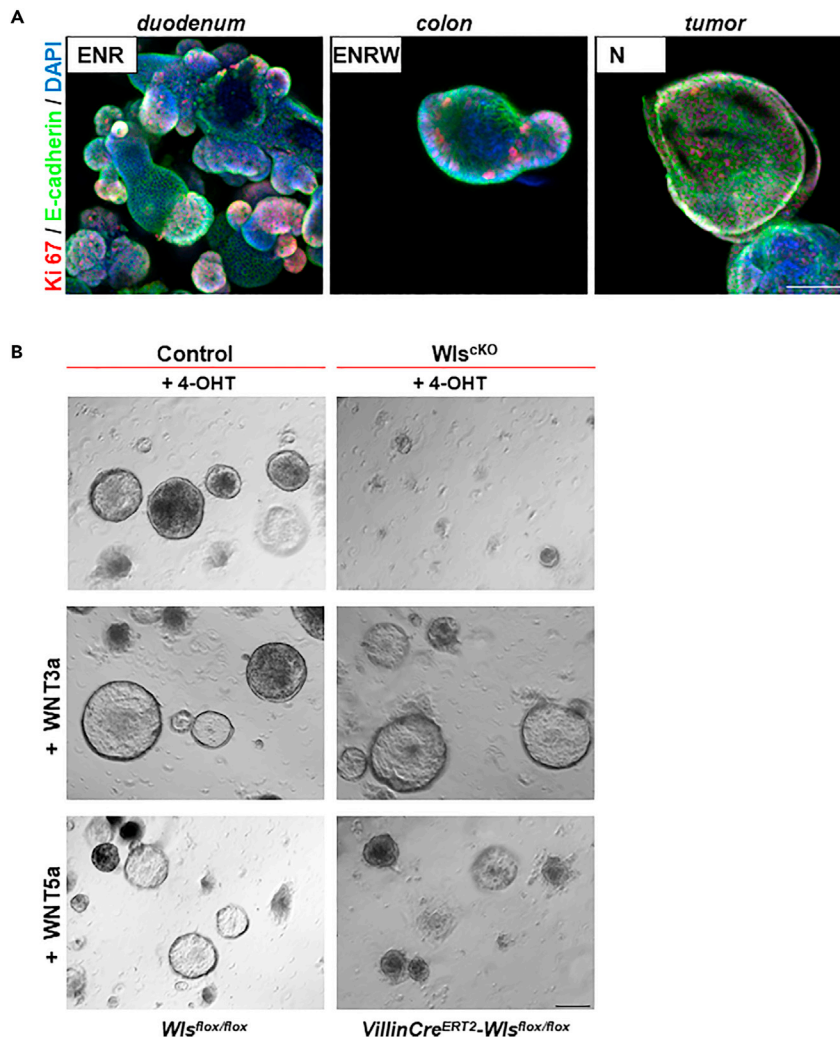 A
duodenum
colon
tumor
Ki 67 / E-cadherin / DAPI
ENR
ENRW
N
B
Control
Wls^cKO
+ 4-OHT
+ 4-OHT
+ WNT3a
+ WNT5a
Wls^flox/flox
VillinCre^ERT2-Wls^flox/flox